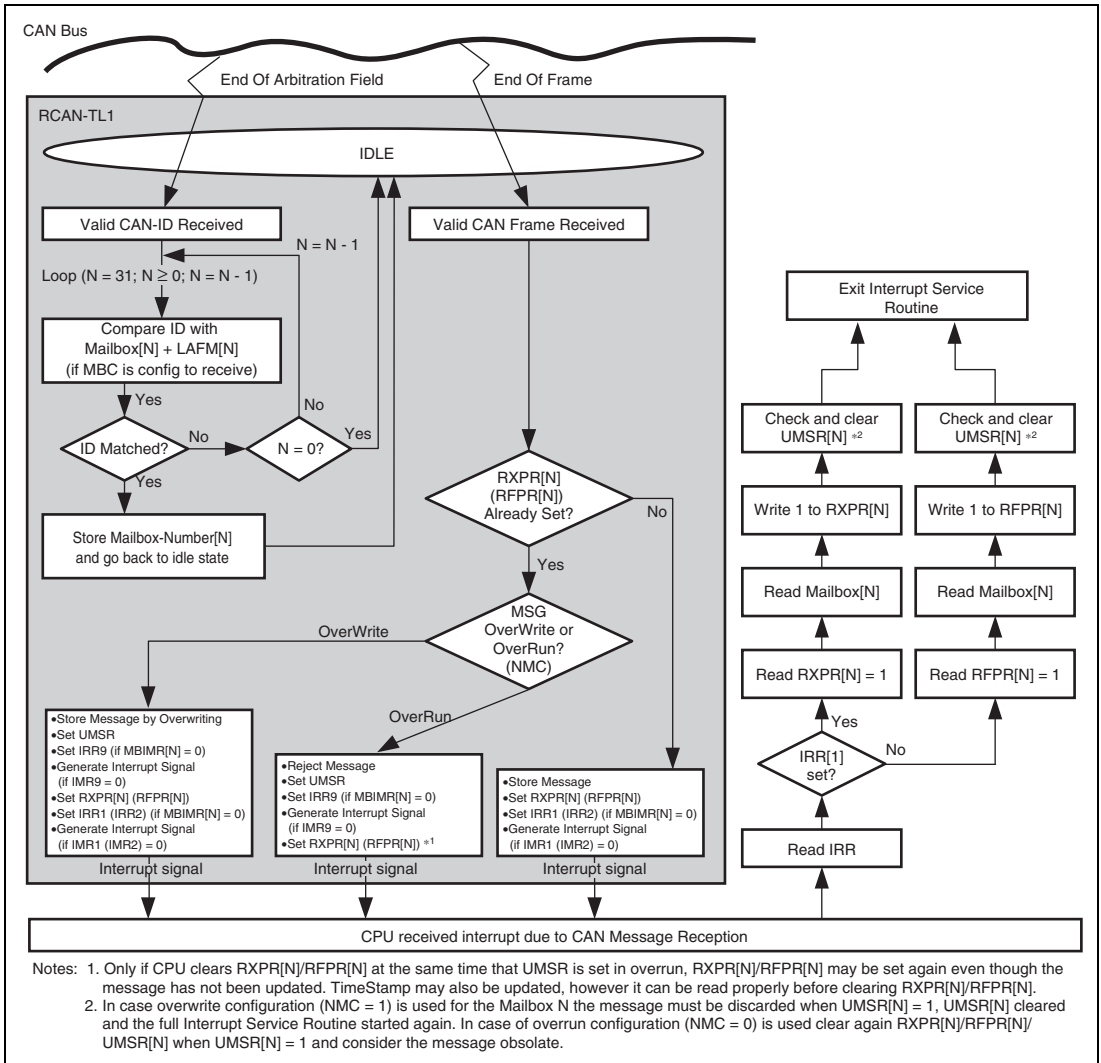 CAN Bus
End Of Arbitration Field
End Of Frame
RCAN-TL1
IDLE
Valid CAN-ID Received
Valid CAN Frame Received
N = N - 1
Loop (N = 31; N ≥ 0; N = N - 1)
Compare ID with
Mailbox[N] + LAFM[N]
(if MBC is config to receive)
Yes
ID Matched?
No
N = 0?
No
Yes
Yes
Store Mailbox-Number[N]
and go back to idle state
RXPR[N]
(RFPR[N])
Already Set?
No
Yes
MSG
OverWrite or
OverRun?
(NMC)
OverWrite
OverRun
•Store Message by Overwriting
•Set UMSR
•Set IRR9 (if MBIMR[N] = 0)
•Generate Interrupt Signal
(if IMR9 = 0)
•Set RXPR[N] (RFPR[N])
•Set IRR1 (IRR2) (if MBIMR[N] = 0)
•Generate Interrupt Signal
(if IMR1 (IMR2) = 0)
•Reject Message
•Set UMSR
•Set IRR9 (if MBIMR[N] = 0)
•Generate Interrupt Signal
(if IMR9 = 0)
•Set RXPR[N] (RFPR[N]) *1
•Store Message
•Set RXPR[N] (RFPR[N])
•Set IRR1 (IRR2) (if MBIMR[N] = 0)
•Generate Interrupt Signal
(if IMR1 (IMR2) = 0)
Interrupt signal
Interrupt signal
Interrupt signal
Exit Interrupt Service
Routine
Check and clear
UMSR[N] *2
Check and clear
UMSR[N] *2
Write 1 to RXPR[N]
Write 1 to RFPR[N]
Read Mailbox[N]
Read Mailbox[N]
Read RXPR[N] = 1
Read RFPR[N] = 1
Yes
No
IRR[1]
set?
Read IRR
CPU received interrupt due to CAN Message Reception
Notes: 1. Only if CPU clears RXPR[N]/RFPR[N] at the same time that UMSR is set in overrun, RXPR[N]/RFPR[N] may be set again even though the
message has not been updated. TimeStamp may also be updated, however it can be read properly before clearing RXPR[N]/RFPR[N].
2. In case overwrite configuration (NMC = 1) is used for the Mailbox N the message must be discarded when UMSR[N] = 1, UMSR[N] cleared
and the full Interrupt Service Routine started again. In case of overrun configuration (NMC = 0) is used clear again RXPR[N]/RFPR[N]/
UMSR[N] when UMSR[N] = 1 and consider the message obsolate.